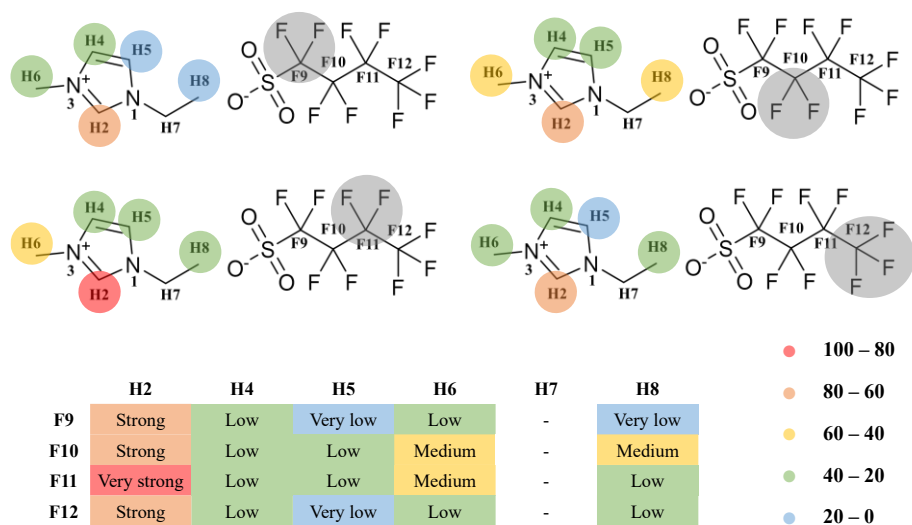 H4
H5
H6
H8
N
+
3
N
1
H2
H7
F
F
F10
F
F
F9
F11
F12
F
O
S
O
O-
F
F
F
F
H4
H5
H6
H8
N
+
3
N
1
H2
H7
F
F
F10
F
F
F9
F11
F12
F
O
S
O
O-
F
F
F
F
H4
H5
H6
H8
N
+
3
N
1
H2
H7
F
F
F10
F
F
F9
F11
F12
F
O
S
O
O-
F
F
F
F
H4
H5
H6
H8
N
+
3
N
1
H2
H7
F
F
F10
F
F
F9
F11
F12
F
O
S
O
O-
F
F
F
F
H2 H4 H5 H6 H7 H8
F9 Strong Low Very low Low - Very low
F10 Strong Low Low Medium - Medium
F11 Very strong Low Low Medium - Low
F12 Strong Low Very low Low - Low
100 – 80
80 – 60
60 – 40
40 – 20
20 – 0